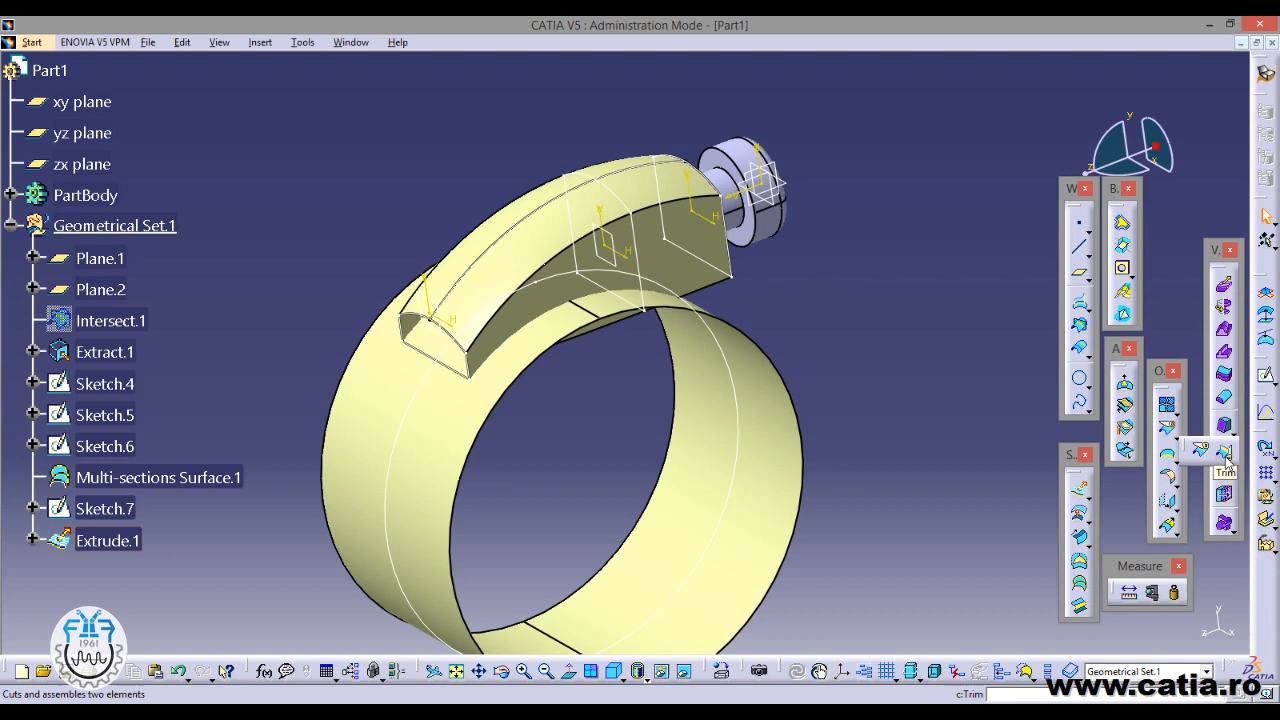 CATIA V5 : Administration Mode - [Part1]
Start ENOVIA V5 VPM File Edit View Insert Tools Window Help
Part1
xy plane
yz plane
zx plane
PartBody
Geometrical Set.1
Plane.1
Plane.2
Intersect.1
Extract.1
Sketch.4
Sketch.5
Sketch.6
Multi-sections Surface.1
Sketch.7
Extrude.1
y
z
x
H
H
H
W
B.
V.
A
O.
S..
Trim
Measure
y
z
x
1961
f(x)
Geometrical Set.1
CATIA
www.catia.ro
Cuts and assembles two elements
c:Trim